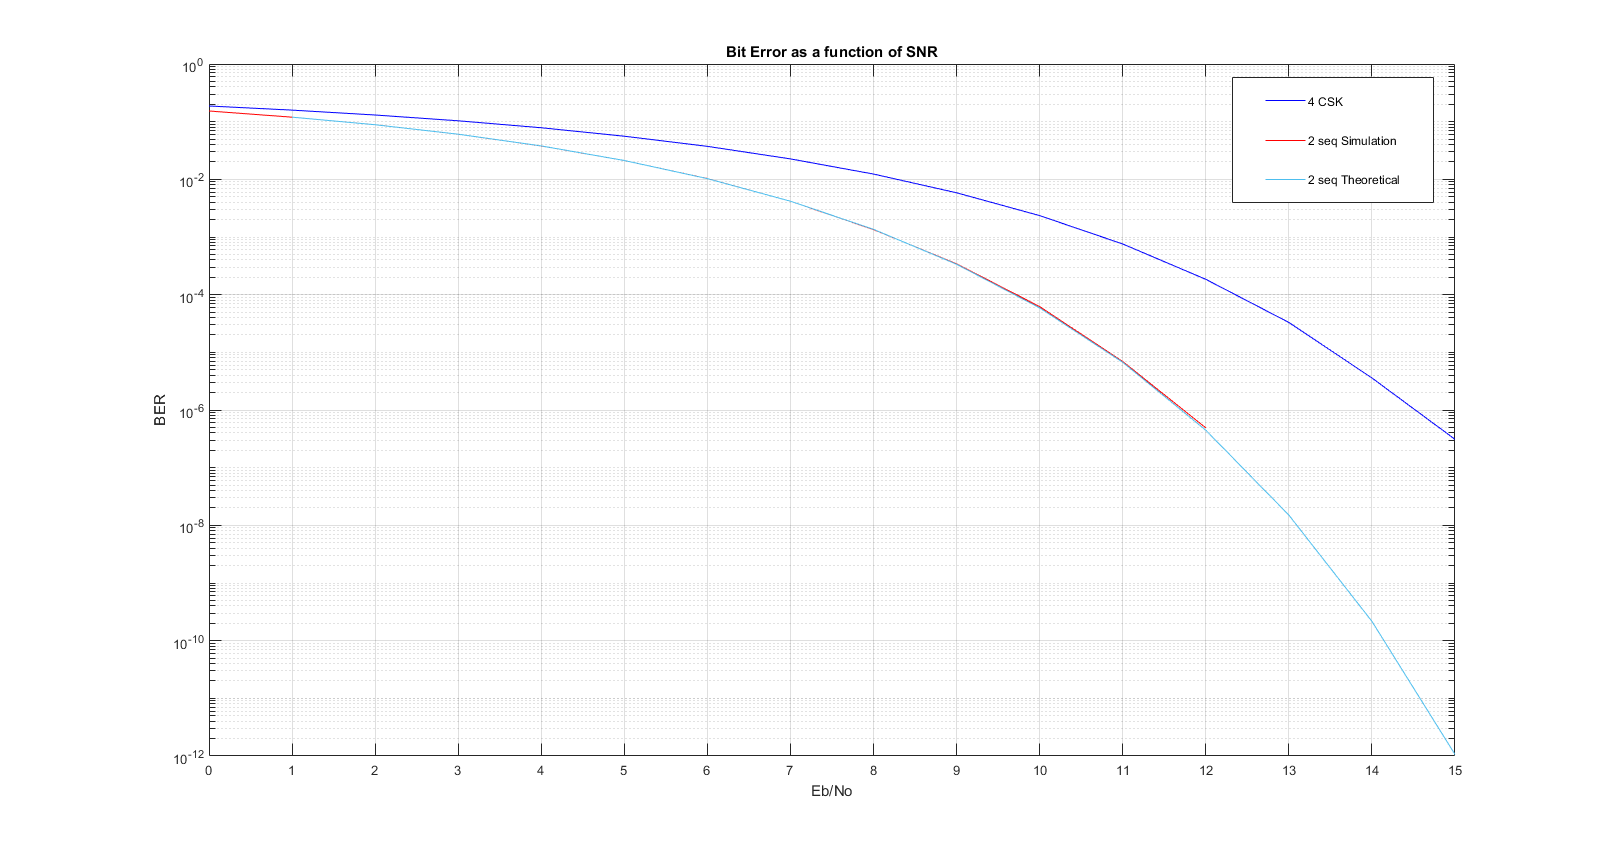 Bit Error as a function of SNR
4 CSK
2 seq Simulation
2 seq Theoretical
10^0
10^-2
10^-4
10^-6
10^-8
10^-10
10^-12
BER
0 1 2 3 4 5 6 7 8 9 10 11 12 13 14 15
Eb/No